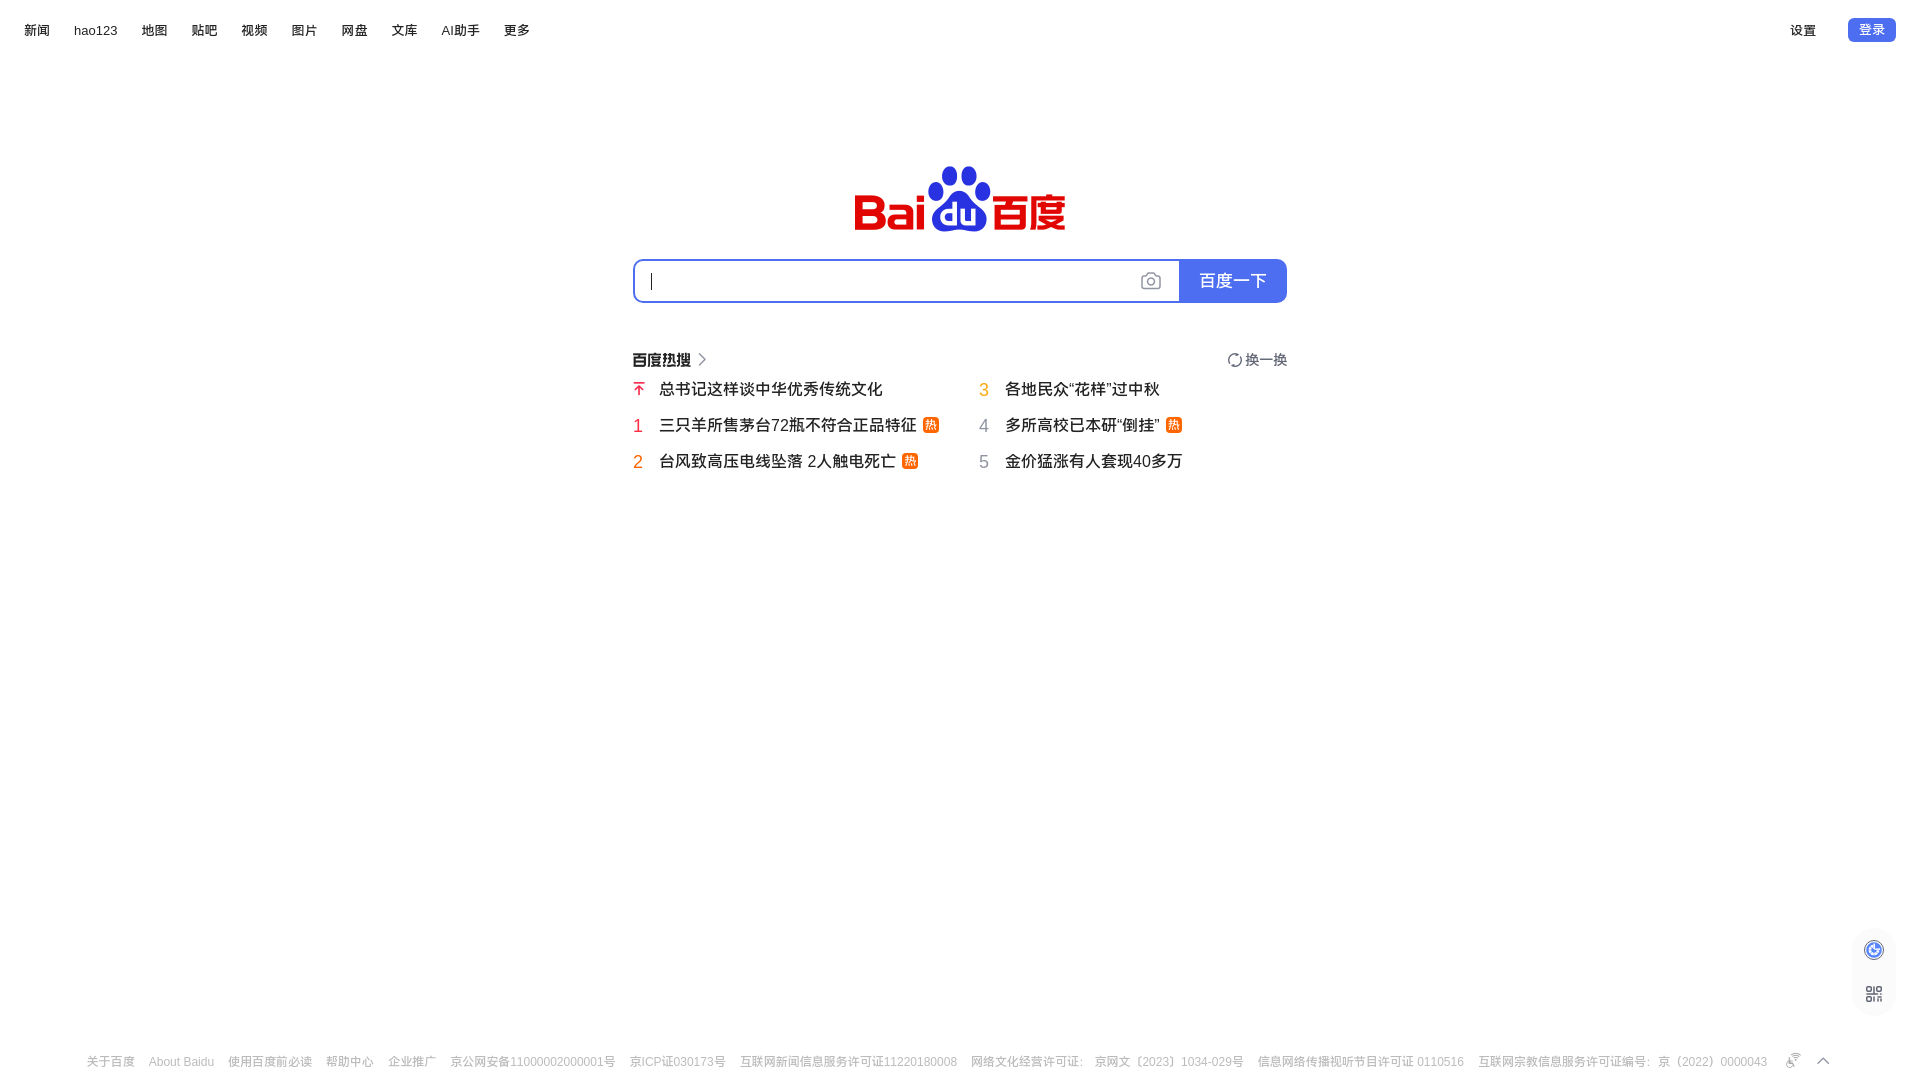 新闻 hao123 地图 贴吧 视频 图片 网盘 文库 AI助手 更多 设置 登录
Bai du 百度
百度一下
百度热搜 换一换
总书记这样谈中华优秀传统文化
1 三只羊所售茅台72瓶不符合正品特征 热
2 台风致高压电线坠落 2人触电死亡 热
3 各地民众“花样”过中秋
4 多所高校已本研“倒挂” 热
5 金价猛涨有人套现40多万
关于百度 About Baidu 使用百度前必读 帮助中心 企业推广 京公网安备11000002000001号 京ICP证030173号 互联网新闻信息服务许可证11220180008 网络文化经营许可证： 京网文〔2023〕1034-029号 信息网络传播视听节目许可证 0110516 互联网宗教信息服务许可证编号：京（2022）0000043